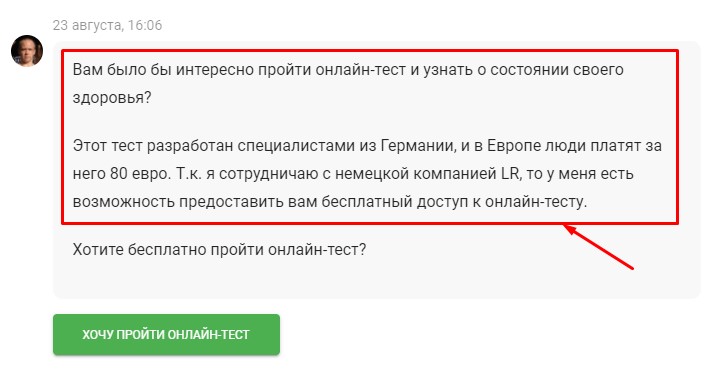 23 августа, 16:06
Вам было бы интересно пройти онлайн-тест и узнать о состоянии своего
здоровья?
Этот тест разработан специалистами из Германии, и в Европе люди платят за
него 80 евро. Т.к. я сотрудничаю с немецкой компанией LR, то у меня есть
возможность предоставить вам бесплатный доступ к онлайн-тесту.
Хотите бесплатно пройти онлайн-тест?
ХОЧУ ПРОЙТИ ОНЛАЙН-ТЕСТ